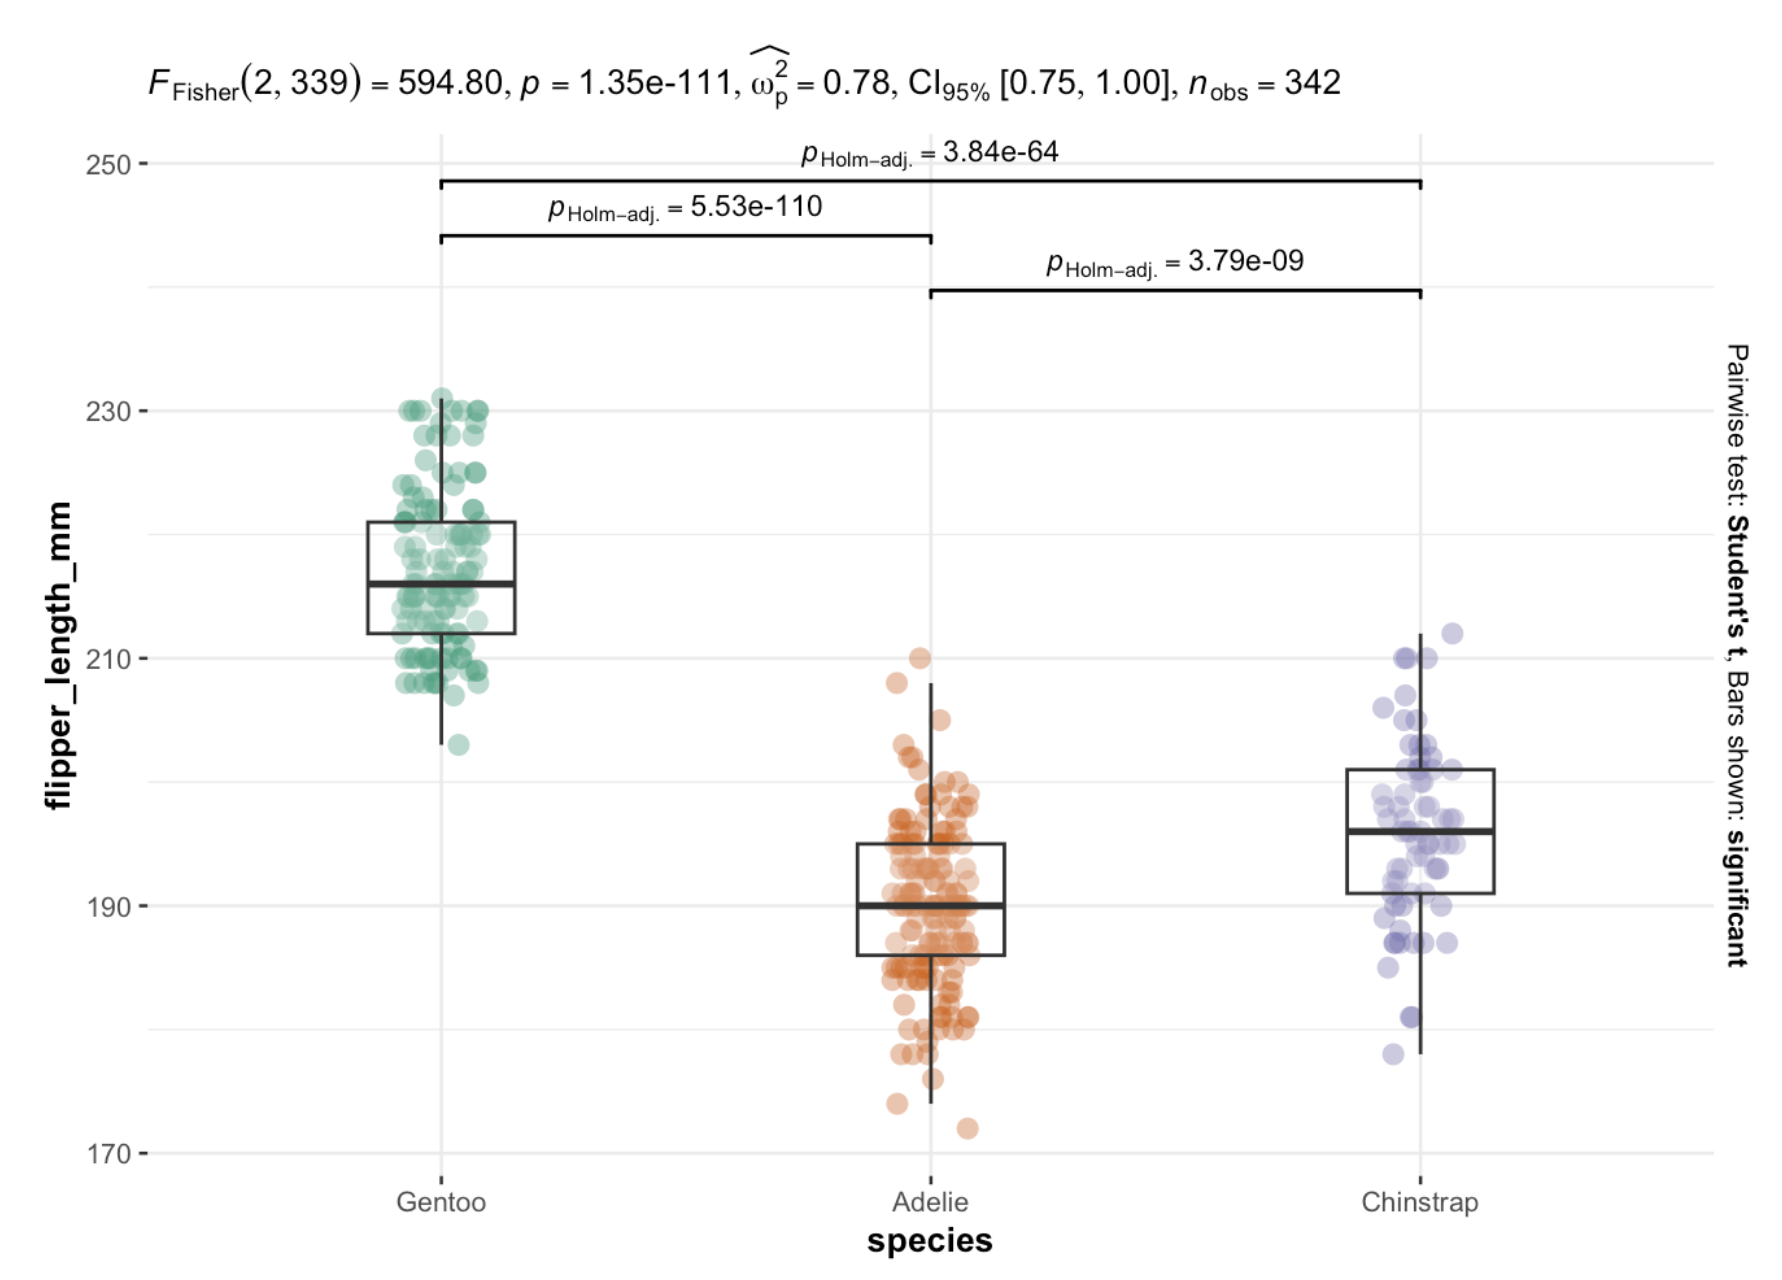 F_Fisher(2, 339) = 594.80, p = 1.35e-111, ω̂²_p = 0.78, CI_95% [0.75, 1.00], n_obs = 342
250
p_Holm–adj. = 3.84e-64
p_Holm–adj. = 5.53e-110
p_Holm–adj. = 3.79e-09
230
210
190
170
flipper_length_mm
Pairwise test: Student's t, Bars shown: significant
Gentoo
Adelie
Chinstrap
species